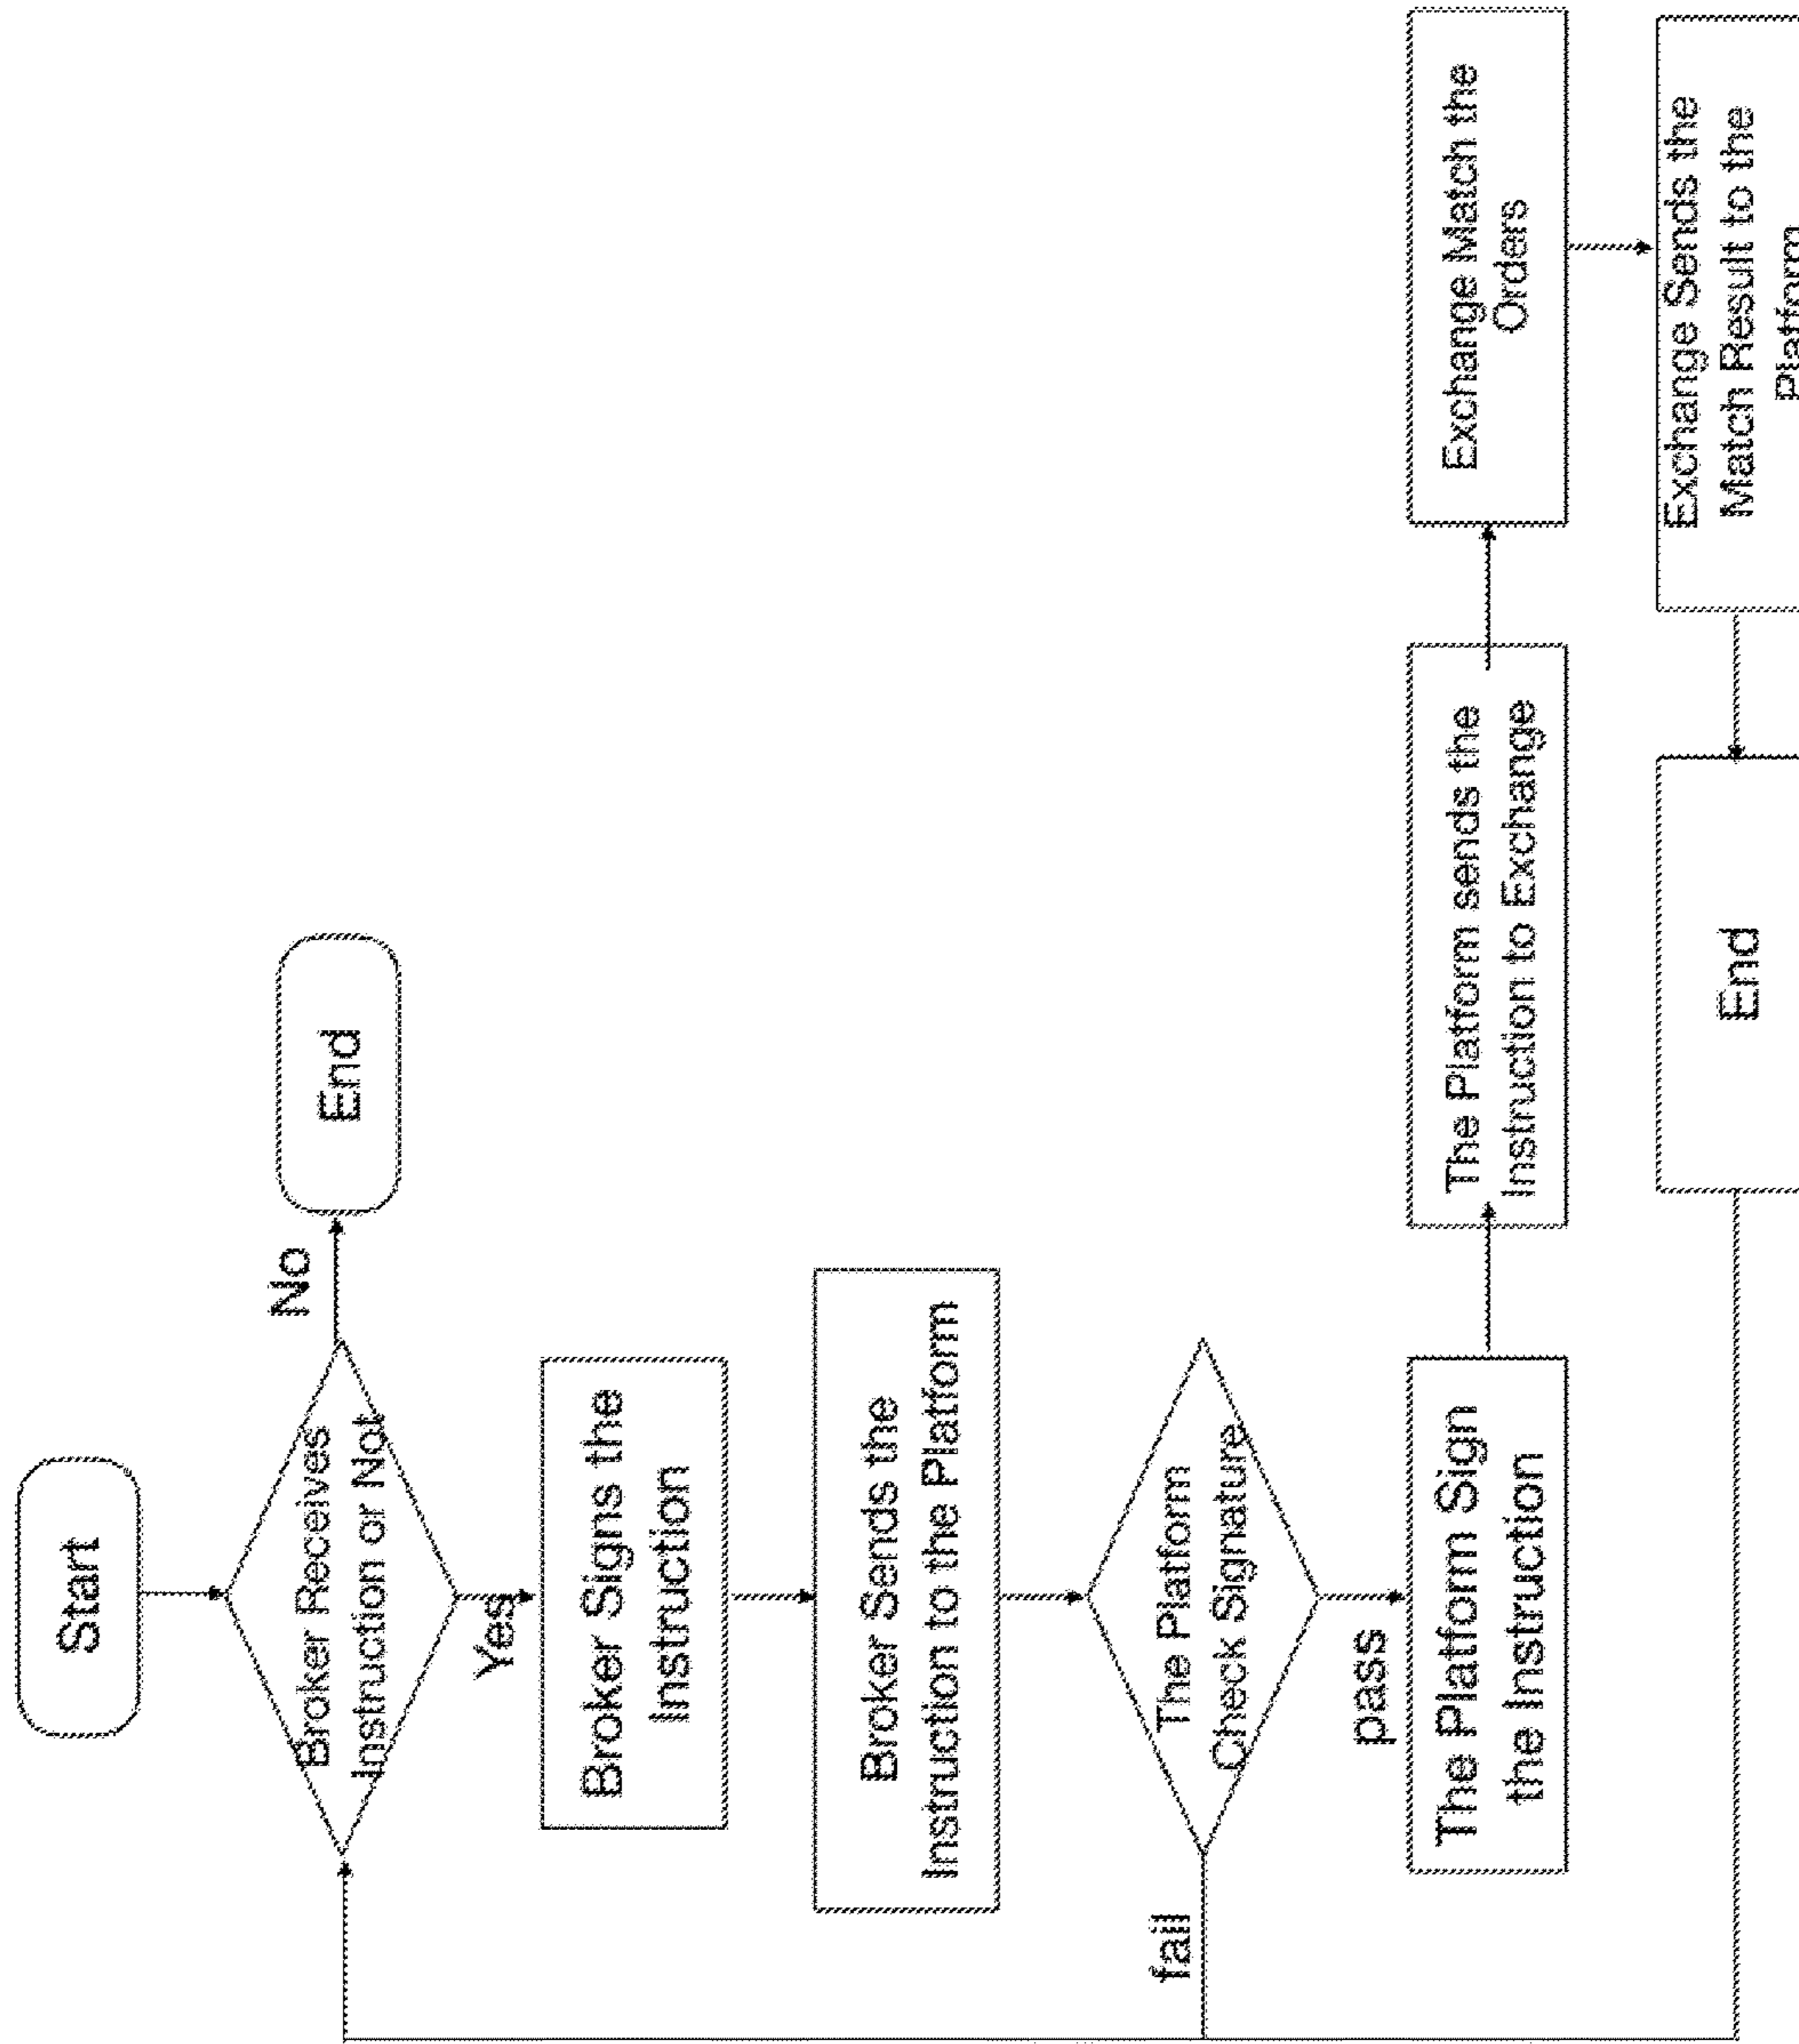 Start
Broker Receives
Instruction or Not
No
End
Yes
Broker Signs the
Instruction
Broker Sends the
Instruction to the Platform
The Platform
Check Signature
fail
pass
The Platform Sign
the Instruction
The Platform sends the
Instruction to Exchange
Exchange Match the
Orders
Exchange Sends the
Match Result to the
Platform
End